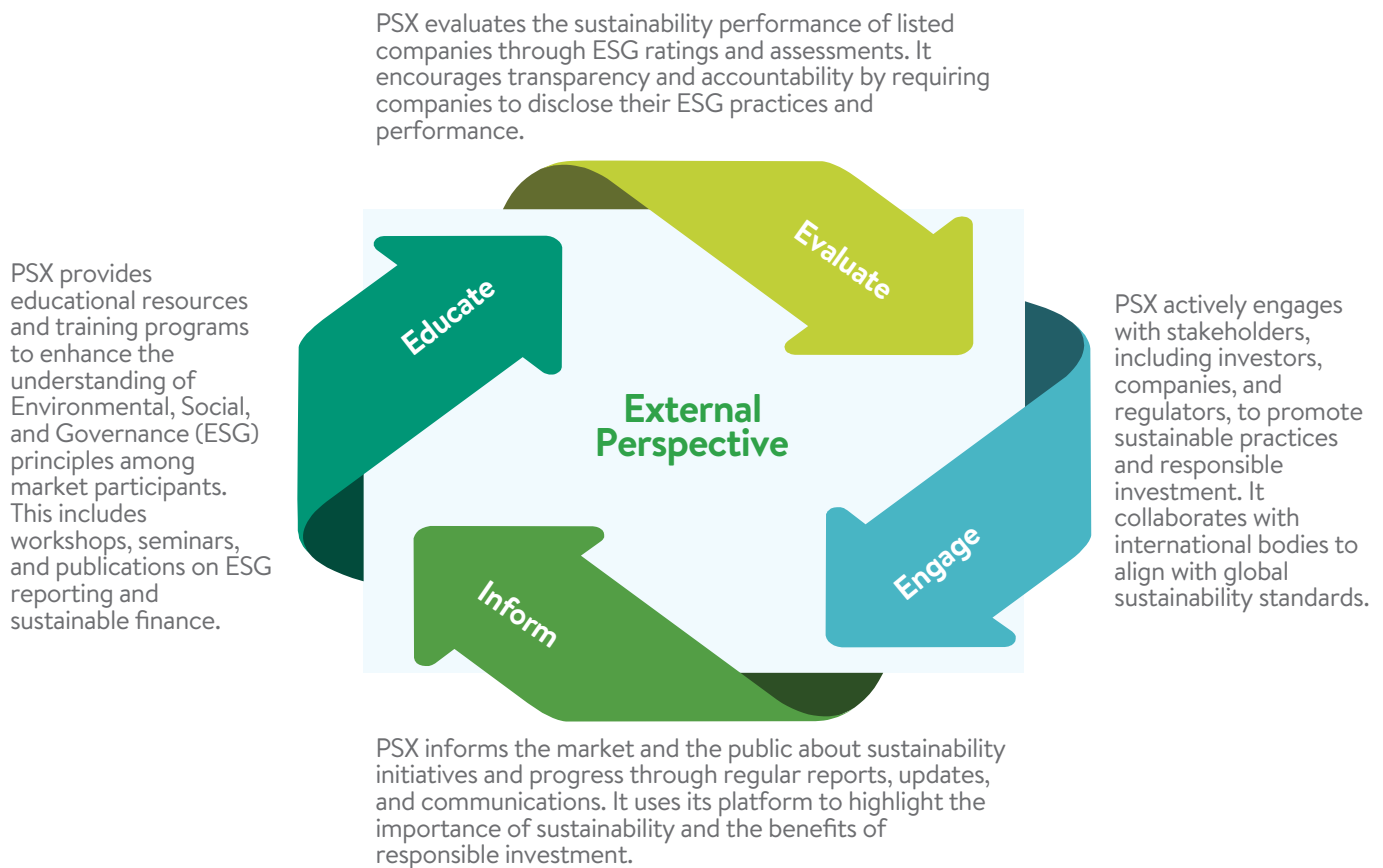 PSX evaluates the sustainability performance of listed
companies through ESG ratings and assessments. It
encourages transparency and accountability by requiring
companies to disclose their ESG practices and
performance.
Evaluate
Educate
PSX provides
educational resources
and training programs
to enhance the
understanding of
Environmental, Social,
and Governance (ESG)
principles among
market participants.
This includes
workshops, seminars,
and publications on ESG
reporting and
sustainable finance.
External
Perspective
PSX actively engages
with stakeholders,
including investors,
companies, and
regulators, to promote
sustainable practices
and responsible
investment. It
collaborates with
international bodies to
align with global
sustainability standards.
Engage
Inform
PSX informs the market and the public about sustainability
initiatives and progress through regular reports, updates,
and communications. It uses its platform to highlight the
importance of sustainability and the benefits of
responsible investment.